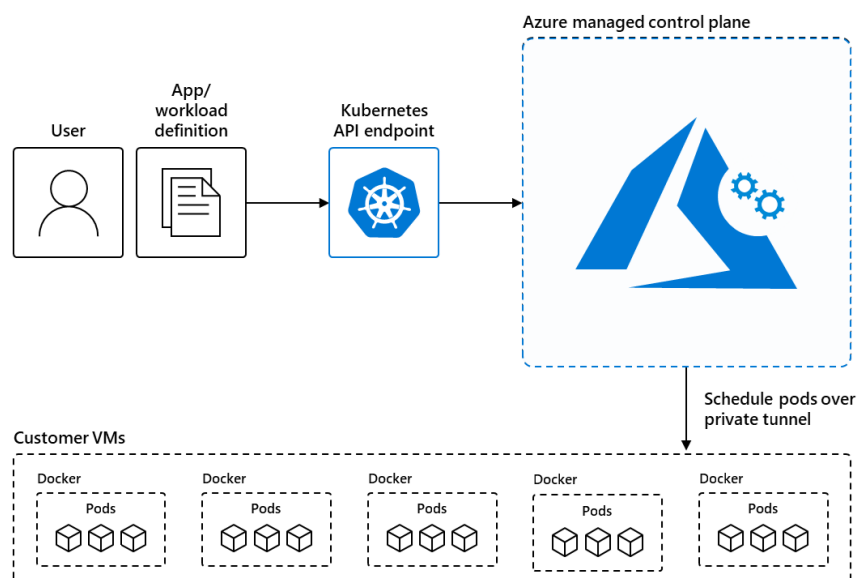 Azure managed control plane
App/
workload
definition
User
Kubernetes
API endpoint
Schedule pods over
private tunnel
Customer VMs
Docker
Docker
Docker
Docker
Docker
Pods
Pods
Pods
Pods
Pods